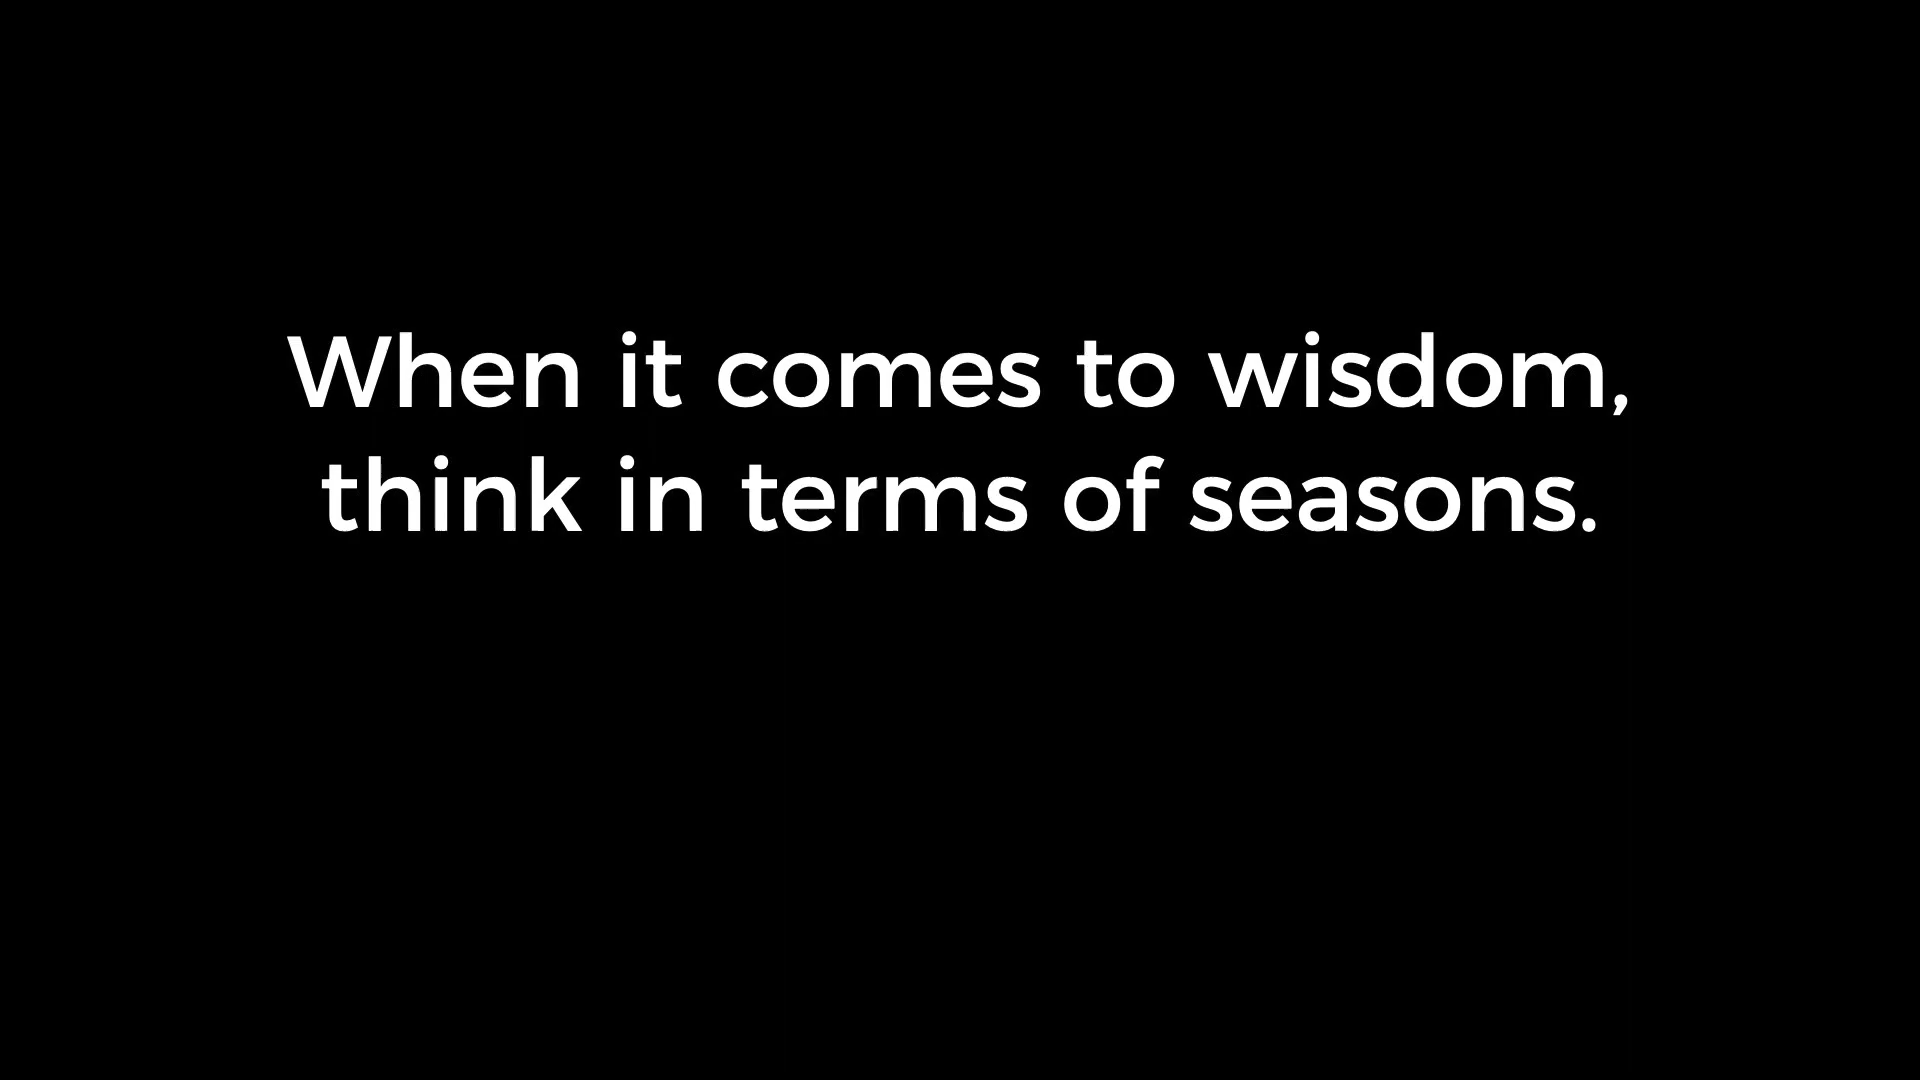 When it comes to wisdom,
think in terms of seasons.